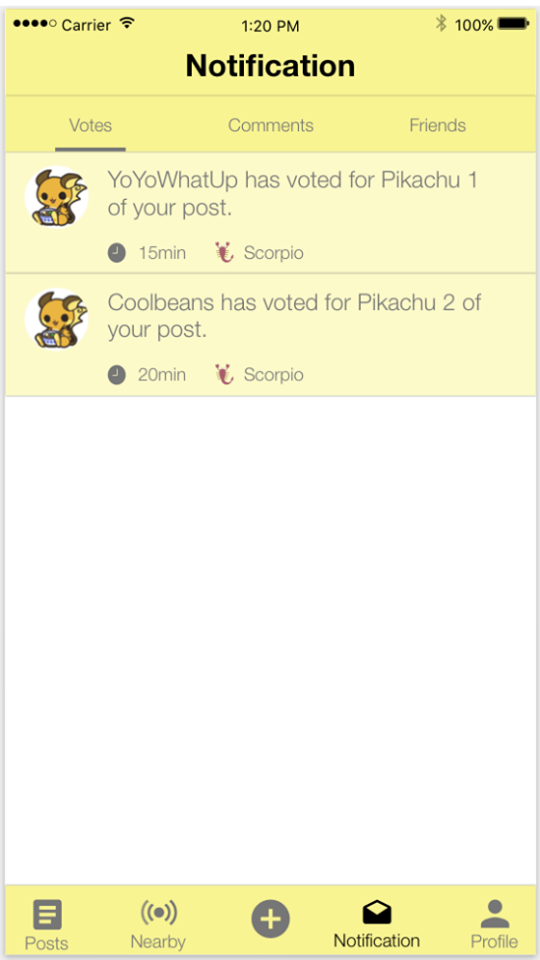 Carrier 1:20 PM 100%
Notification
Votes Comments Friends
YoYoWhatUp has voted for Pikachu 1
of your post.
15min Scorpio
Coolbeans has voted for Pikachu 2 of
your post.
20min Scorpio
Posts Nearby Notification Profile